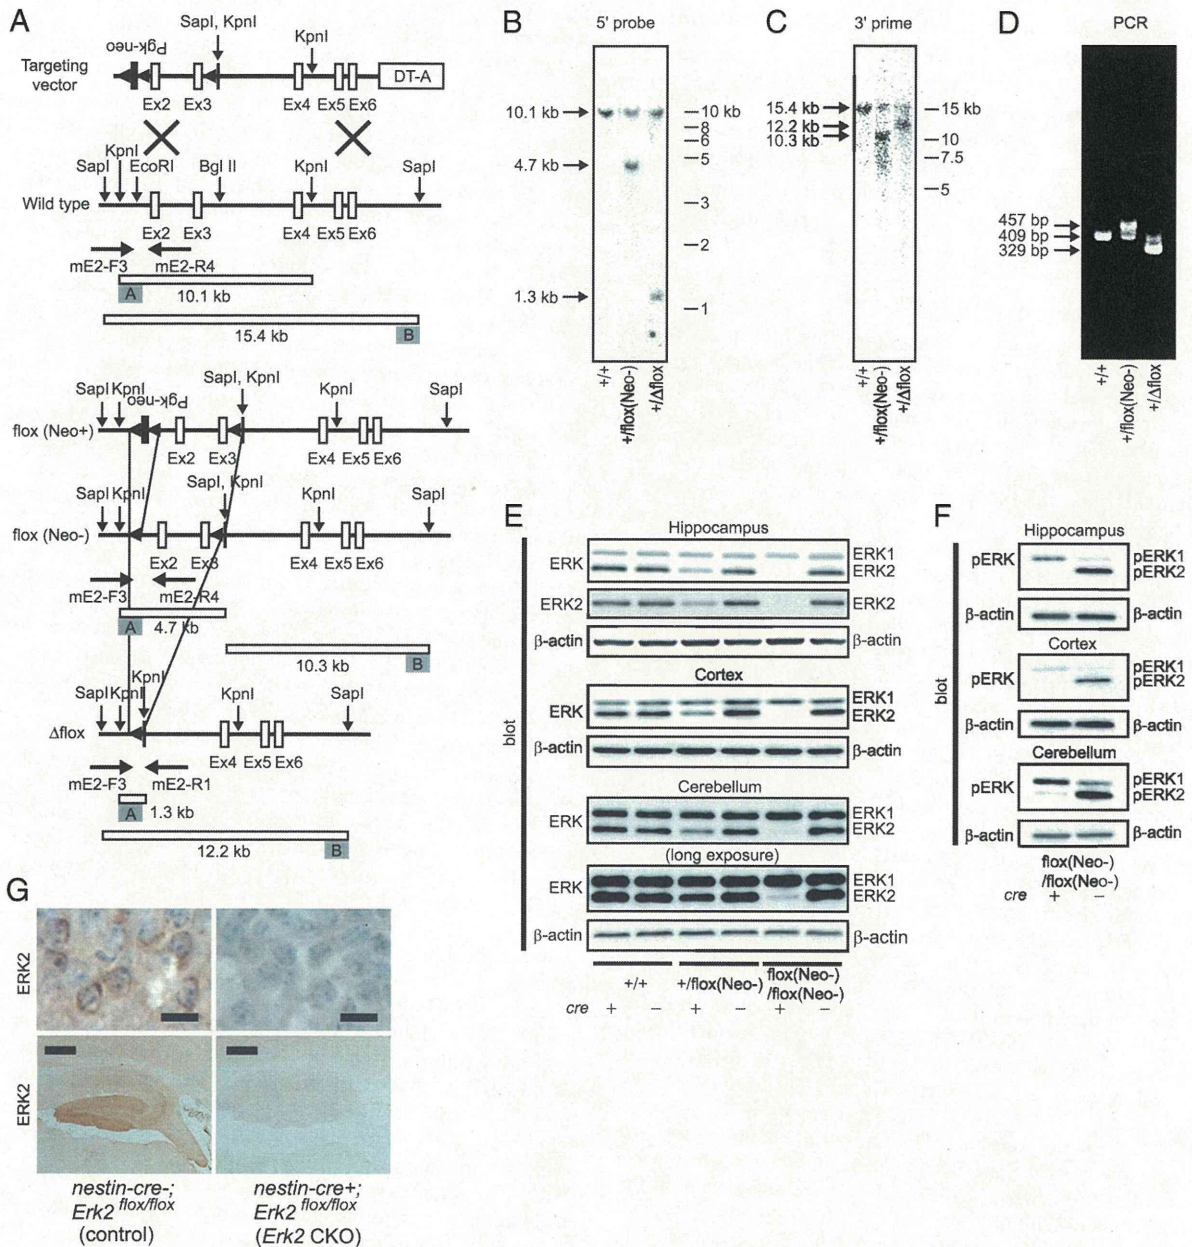 A
SapI, KpnI
Pgk-neo
KpnI
Targeting
vector
DT-A
Ex2 Ex3 Ex4 Ex5 Ex6
KpnI
SapI EcoRI Bgl II KpnI SapI
Wild type
Ex2 Ex3 Ex4 Ex5 Ex6
mE2-F3 mE2-R4
A
10.1 kb
B
15.4 kb
SapI, KpnI
SapI KpnI Pgk-neo KpnI SapI
flox (Neo+)
Ex2 Ex3 Ex4 Ex5 Ex6
SapI, KpnI
SapI KpnI KpnI SapI
flox (Neo-)
Ex2 Ex3 Ex4 Ex5 Ex6
mE2-F3 mE2-R4
A 4.7 kb
10.3 kb B
KpnI
SapI KpnI KpnI SapI
Δflox
Ex4 Ex5 Ex6
mE2-F3 mE2-R1
A 1.3 kb
12.2 kb B
B
5' probe
10.1 kb
4.7 kb
1.3 kb
10 kb
8
6
5
3
2
1
+/+
+/flox(Neo-)
+/Δflox
C
3' prime
15.4 kb
12.2 kb
10.3 kb
15 kb
10
7.5
5
+/+
+/flox(Neo-)
+/Δflox
D
PCR
457 bp
409 bp
329 bp
+/+
+/flox(Neo-)
+/Δflox
E
blot
Hippocampus
ERK ERK1
ERK2
ERK2 ERK2
β-actin β-actin
Cortex
ERK ERK1
ERK2
β-actin β-actin
Cerebellum
ERK ERK1
ERK2
(long exposure)
ERK ERK1
ERK2
β-actin β-actin
+/+ +/flox(Neo-) flox(Neo-)
/flox(Neo-)
cre + − + − + −
F
blot
Hippocampus
pERK pERK1
pERK2
β-actin β-actin
Cortex
pERK pERK1
pERK2
β-actin β-actin
Cerebellum
pERK pERK1
pERK2
β-actin β-actin
flox(Neo-)
/flox(Neo-)
cre + −
G
ERK2
ERK2
nestin-cre-;
Erk2 flox/flox
(control)
nestin-cre+;
Erk2 flox/flox
(Erk2 CKO)